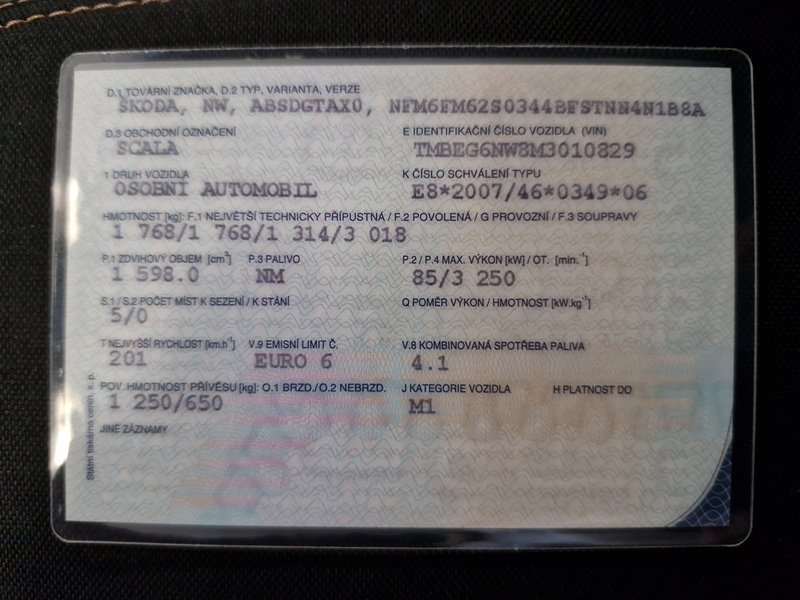 D.1 TOVÁRNÍ ZNAČKA, D.2 TYP, VARIANTA, VERZE
ŠKODA, NW, ABSDGTAX0, NFM6FM62S0344BFSTNN4N1B8A
D.3 OBCHODNÍ OZNAČENÍ E IDENTIFIKAČNÍ ČÍSLO VOZIDLA (VIN)
SCALA TMBEG6NW8M3010829
1 DRUH VOZIDLA K ČÍSLO SCHVÁLENÍ TYPU
OSOBNÍ AUTOMOBIL E8*2007/46*0349*06
HMOTNOST [kg]: F.1 NEJVĚTŠÍ TECHNICKY PŘÍPUSTNÁ / F.2 POVOLENÁ / G PROVOZNÍ / F.3 SOUPRAVY
1 768/1 768/1 314/3 018
P.1 ZDVIHOVÝ OBJEM [cm³] P.3 PALIVO P.2 / P.4 MAX. VÝKON [kW] / OT. [min.⁻¹]
1 598.0 NM 85/3 250
S.1 / S.2 POČET MÍST K SEZENÍ / K STÁNÍ Q POMĚR VÝKON / HMOTNOST [kW.kg⁻¹]
5/0
T NEJVYŠŠÍ RYCHLOST [km.h⁻¹] V.9 EMISNÍ LIMIT Č. V.8 KOMBINOVANÁ SPOTŘEBA PALIVA
201 EURO 6 4.1
POV. HMOTNOST PŘÍVĚSU [kg]: O.1 BRZD./O.2 NEBRZD. J KATEGORIE VOZIDLA H PLATNOST DO
1 250/650 M1
JINÉ ZÁZNAMY
Státní tiskárna cenin, s. p.